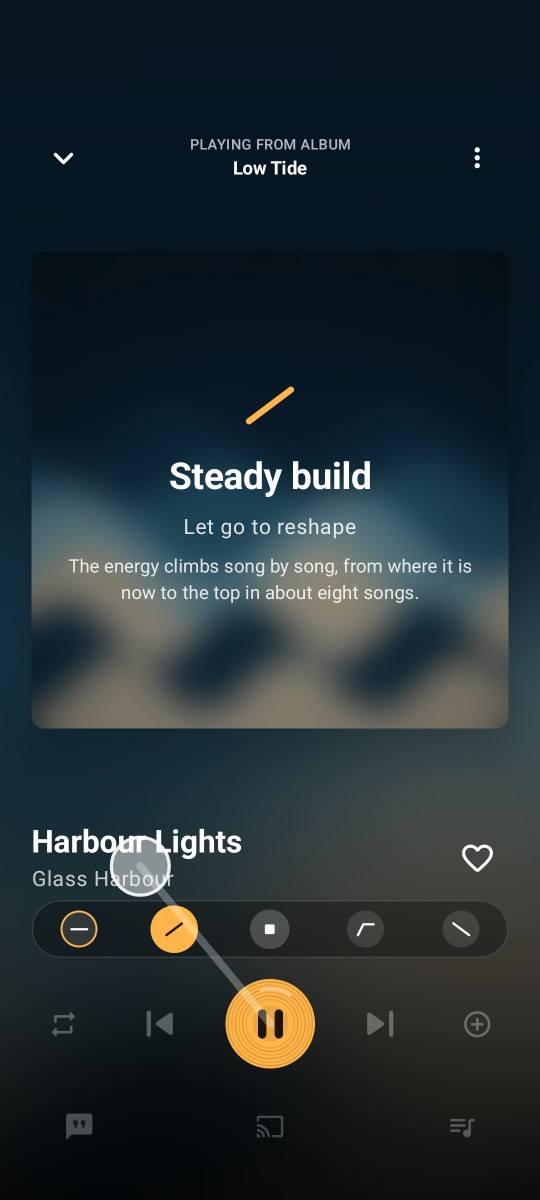 PLAYING FROM ALBUM
Low Tide
Steady build
Let go to reshape
The energy climbs song by song, from where it is
now to the top in about eight songs.
Harbour Lights
Glass Harbour